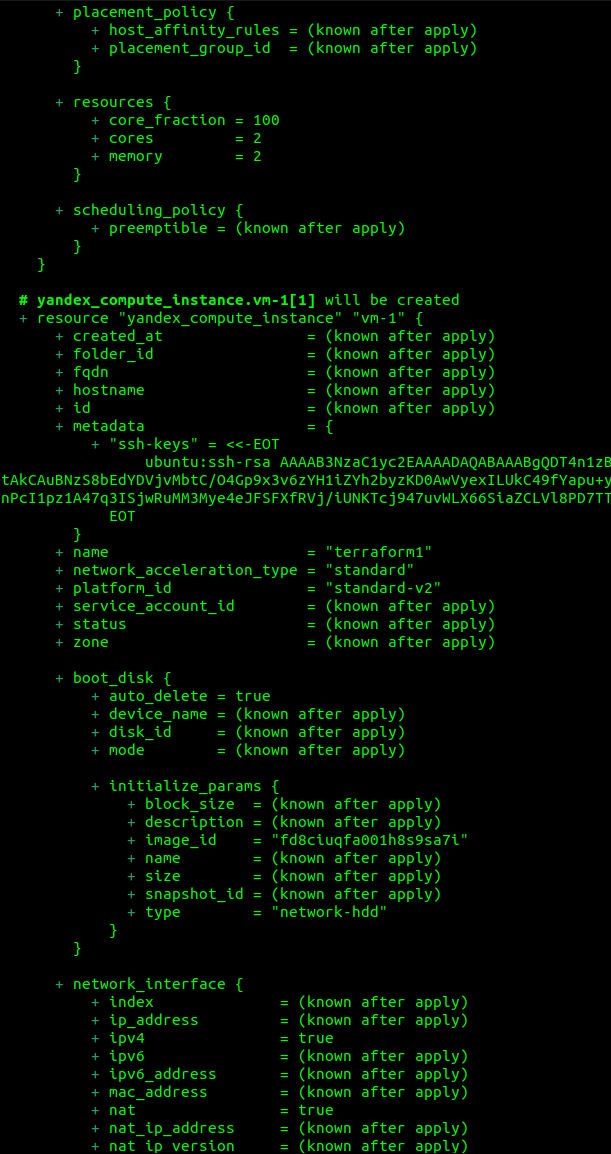 + placement_policy {
+ host_affinity_rules = (known after apply)
+ placement_group_id  = (known after apply)
}
+ resources {
+ core_fraction = 100
+ cores         = 2
+ memory        = 2
}
+ scheduling_policy {
+ preemptible = (known after apply)
}
}
# yandex_compute_instance.vm-1[1] will be created
+ resource "yandex_compute_instance" "vm-1" {
+ created_at                = (known after apply)
+ folder_id                 = (known after apply)
+ fqdn                      = (known after apply)
+ hostname                  = (known after apply)
+ id                        = (known after apply)
+ metadata                  = {
+ "ssh-keys" = <<-EOT
ubuntu:ssh-rsa AAAAB3NzaC1yc2EAAAADAQABAAABgQDT4n1zB
tAkCAuBNzS8bEdYDVjvMbtC/O4Gp9x3v6zYH1iZYh2byzKD0AwVyexILUkC49fYapu+y
nPcI1pz1A47q3ISjwRuMM3Mye4eJFSFXfRVj/iUNKTcj947uvWLX66SiaZCLVl8PD7TT
EOT
}
+ name                      = "terraform1"
+ network_acceleration_type = "standard"
+ platform_id               = "standard-v2"
+ service_account_id        = (known after apply)
+ status                    = (known after apply)
+ zone                      = (known after apply)
+ boot_disk {
+ auto_delete = true
+ device_name = (known after apply)
+ disk_id     = (known after apply)
+ mode        = (known after apply)
+ initialize_params {
+ block_size  = (known after apply)
+ description = (known after apply)
+ image_id    = "fd8ciuqfa001h8s9sa7i"
+ name        = (known after apply)
+ size        = (known after apply)
+ snapshot_id = (known after apply)
+ type        = "network-hdd"
}
}
+ network_interface {
+ index              = (known after apply)
+ ip_address         = (known after apply)
+ ipv4               = true
+ ipv6               = (known after apply)
+ ipv6_address       = (known after apply)
+ mac_address        = (known after apply)
+ nat                = true
+ nat_ip_address     = (known after apply)
+ nat_ip_version     = (known after apply)